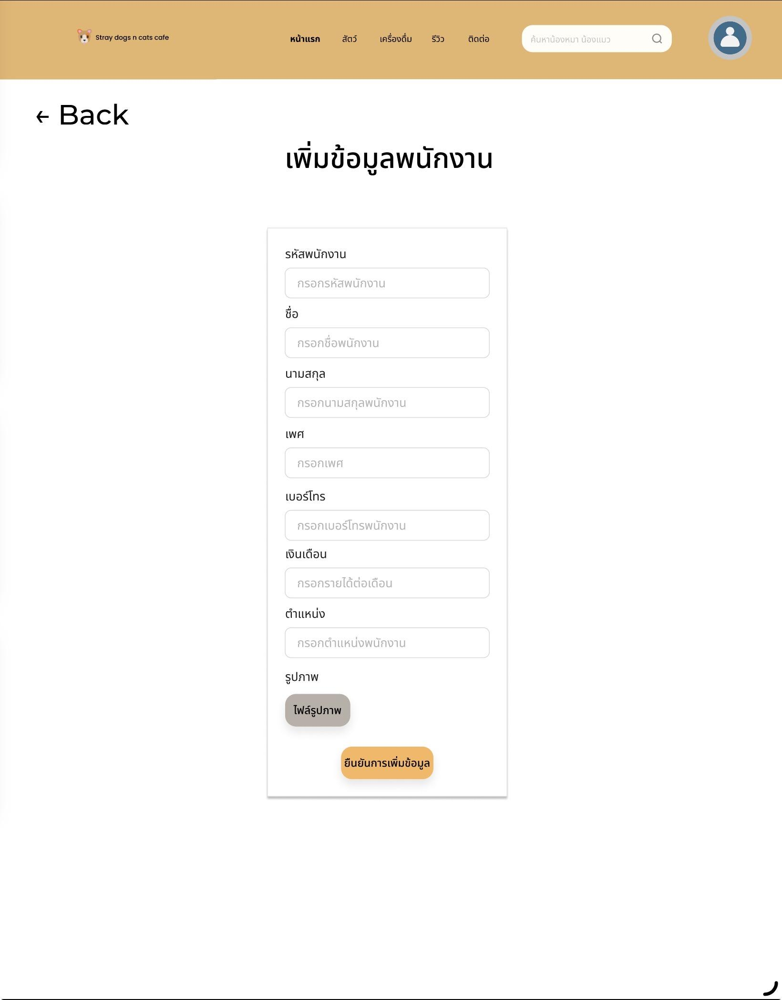 Stray dogs n cats cafe
หน้าแรก สัตว์ เครื่องดื่ม รีวิว ติดต่อ
ค้นหาน้องหมา น้องแมว
← Back
เพิ่มข้อมูลพนักงาน
รหัสพนักงาน
กรอกรหัสพนักงาน
ชื่อ
กรอกชื่อพนักงาน
นามสกุล
กรอกนามสกุลพนักงาน
เพศ
กรอกเพศ
เบอร์โทร
กรอกเบอร์โทรพนักงาน
เงินเดือน
กรอกรายได้ต่อเดือน
ตำแหน่ง
กรอกตำแหน่งพนักงาน
รูปภาพ
ไฟล์รูปภาพ
ยืนยันการเพิ่มข้อมูล